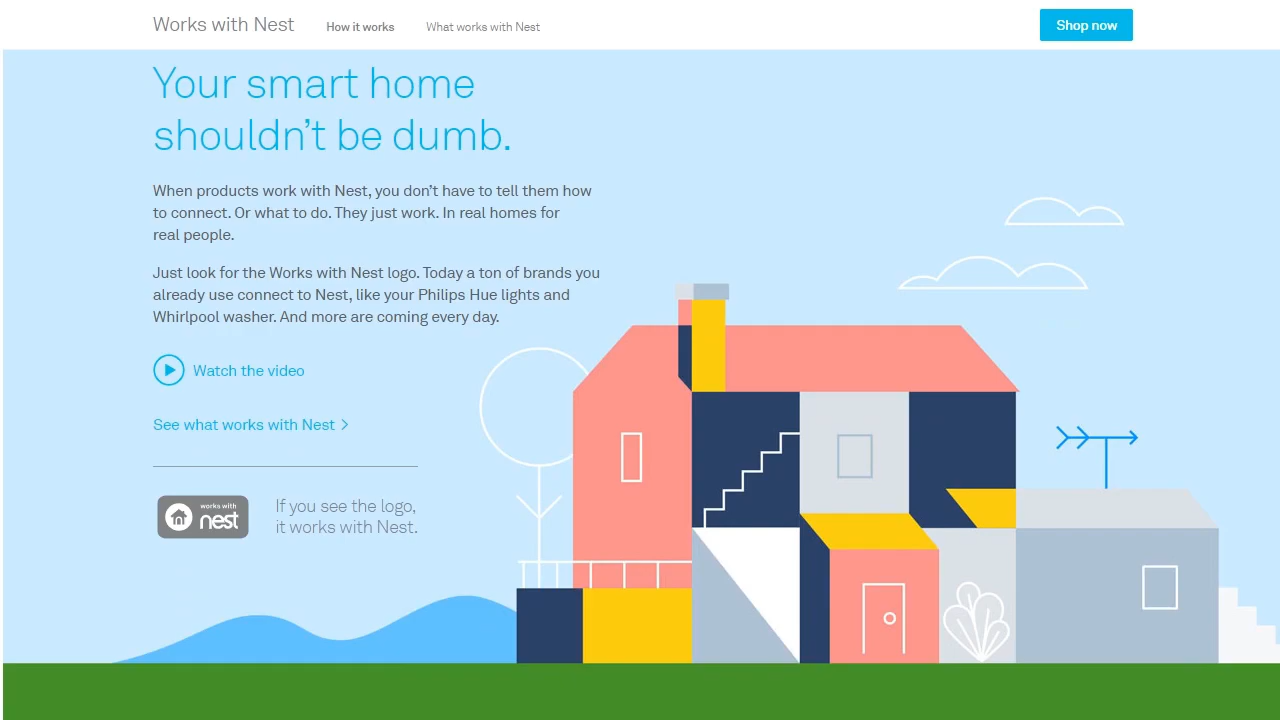 Works with Nest
How it works
What works with Nest
Shop now
Your smart home
shouldn’t be dumb.
When products work with Nest, you don’t have to tell them how
to connect. Or what to do. They just work. In real homes for
real people.
Just look for the Works with Nest logo. Today a ton of brands you
already use connect to Nest, like your Philips Hue lights and
Whirlpool washer. And more are coming every day.
Watch the video
See what works with Nest
works with
nest
If you see the logo,
it works with Nest.